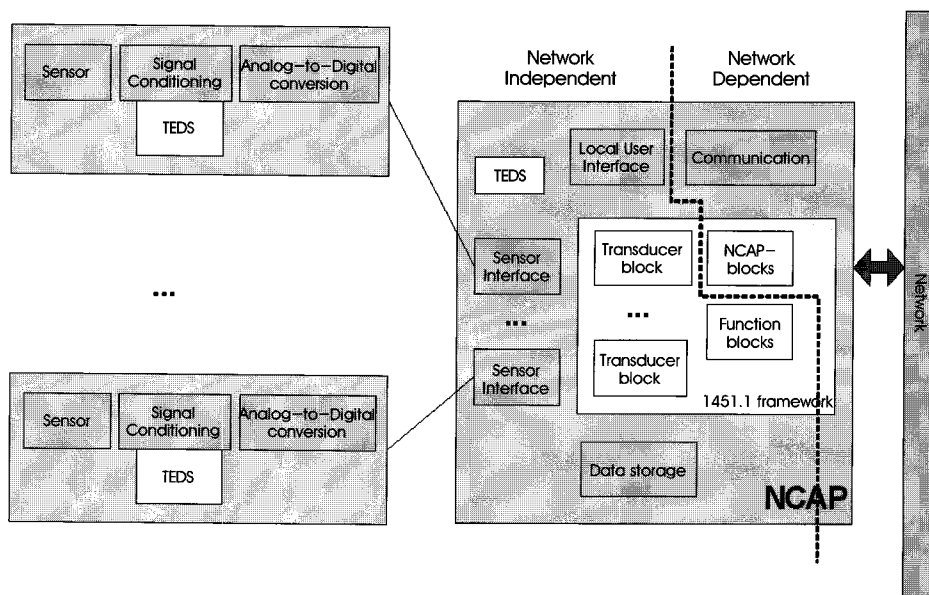 Sensor
Signal
Conditioning
Analog-to-Digital
conversion
TEDS
...
Sensor
Signal
Conditioning
Analog-to-Digital
conversion
TEDS
Network
Independent
Network
Dependent
TEDS
Local User
Interface
Communication
Sensor
Interface
...
Sensor
Interface
Transducer
block
...
Transducer
block
NCAP-
blocks
Function
blocks
1451.1 framework
Data storage
NCAP
Network